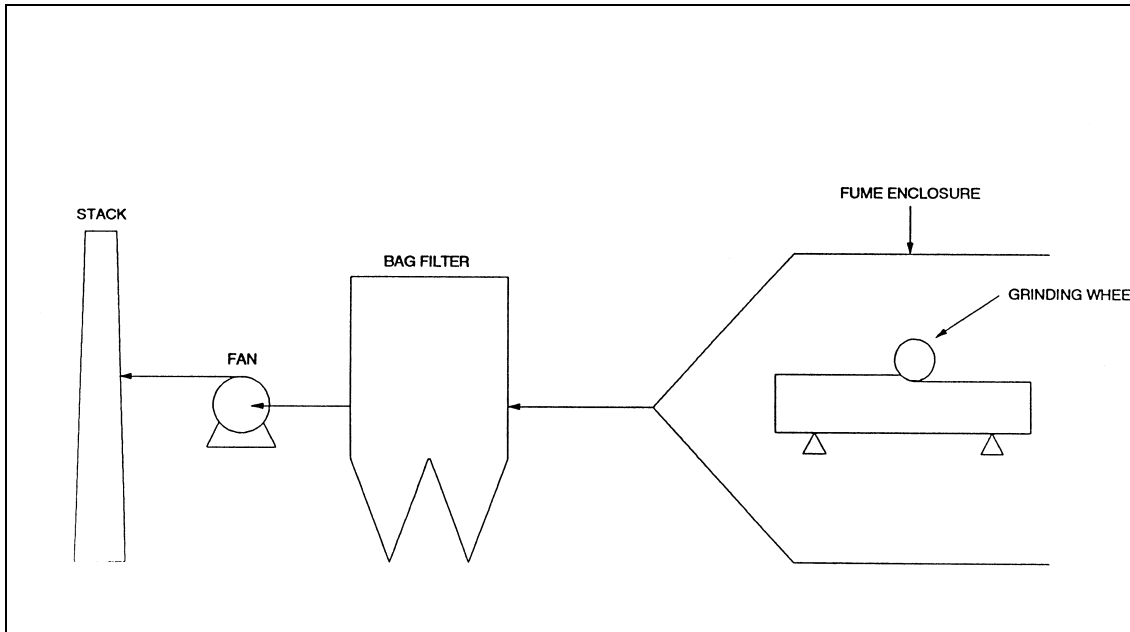 FUME ENCLOSURE
STACK
BAG FILTER
GRINDING WHEE
FAN